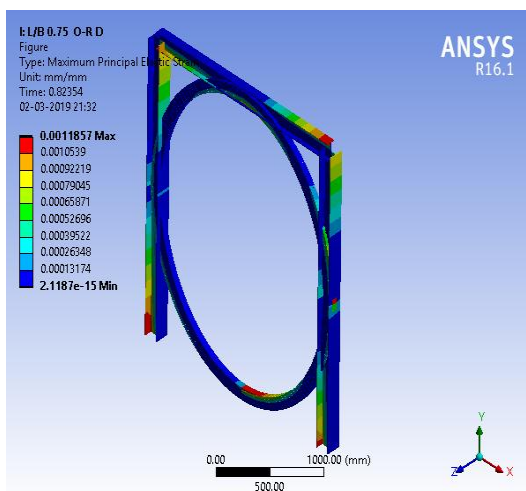 I: L/B 0.75 O-R D
Figure
Type: Maximum Principal Elastic Strain
Unit: mm/mm
Time: 0.82354
02-03-2019 21:32
ANSYS
R16.1
0.0011857 Max
0.0010539
0.00092219
0.00079045
0.00065871
0.00052696
0.00039522
0.00026348
0.00013174
2.1187e-15 Min
0.00
1000.00 (mm)
500.00
Y
Z
X